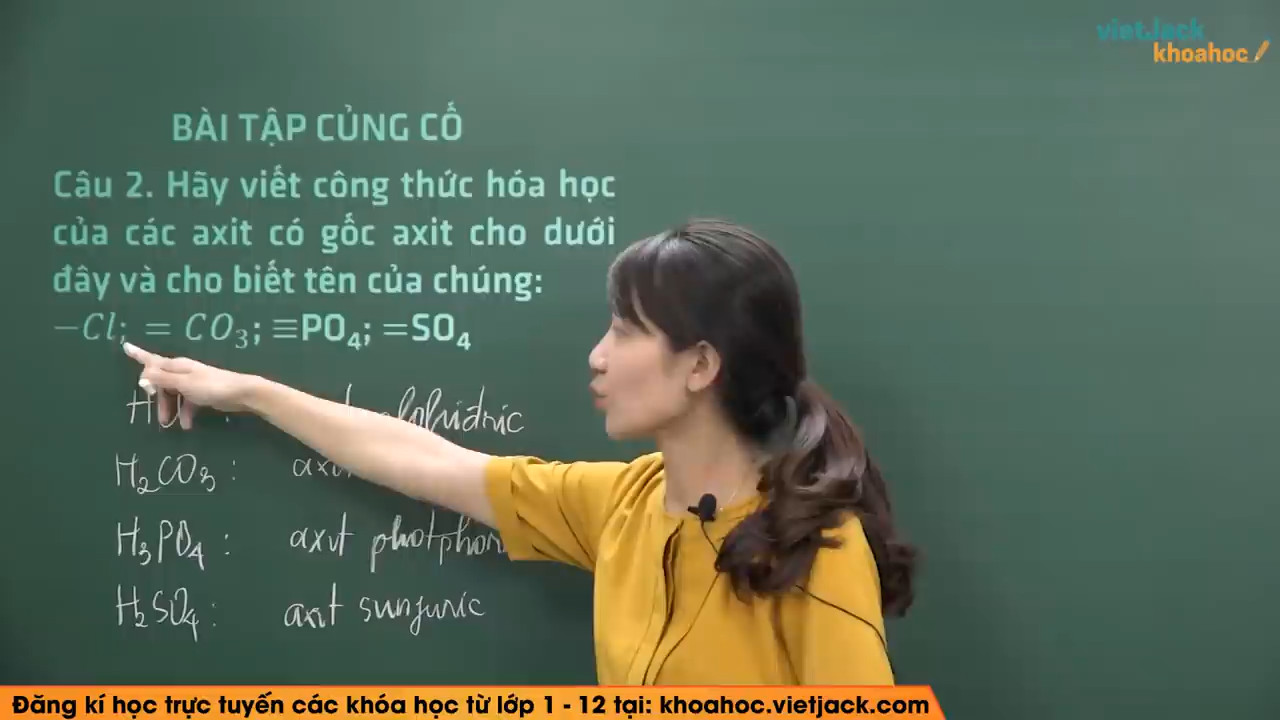 vietJack
khoahoc
BÀI TẬP CỦNG CỐ
Câu 2. Hãy viết công thức hóa học
của các axit có gốc axit cho dưới
đây và cho biết tên của chúng:
−Cl; = CO₃; ≡PO₄; =SO₄
H₂CO₃ :
H₃PO₄ : axit
H₂SO₄ : axit sunfuric
Đăng kí học trực tuyến các khóa học từ lớp 1 - 12 tại: khoahoc.vietjack.com